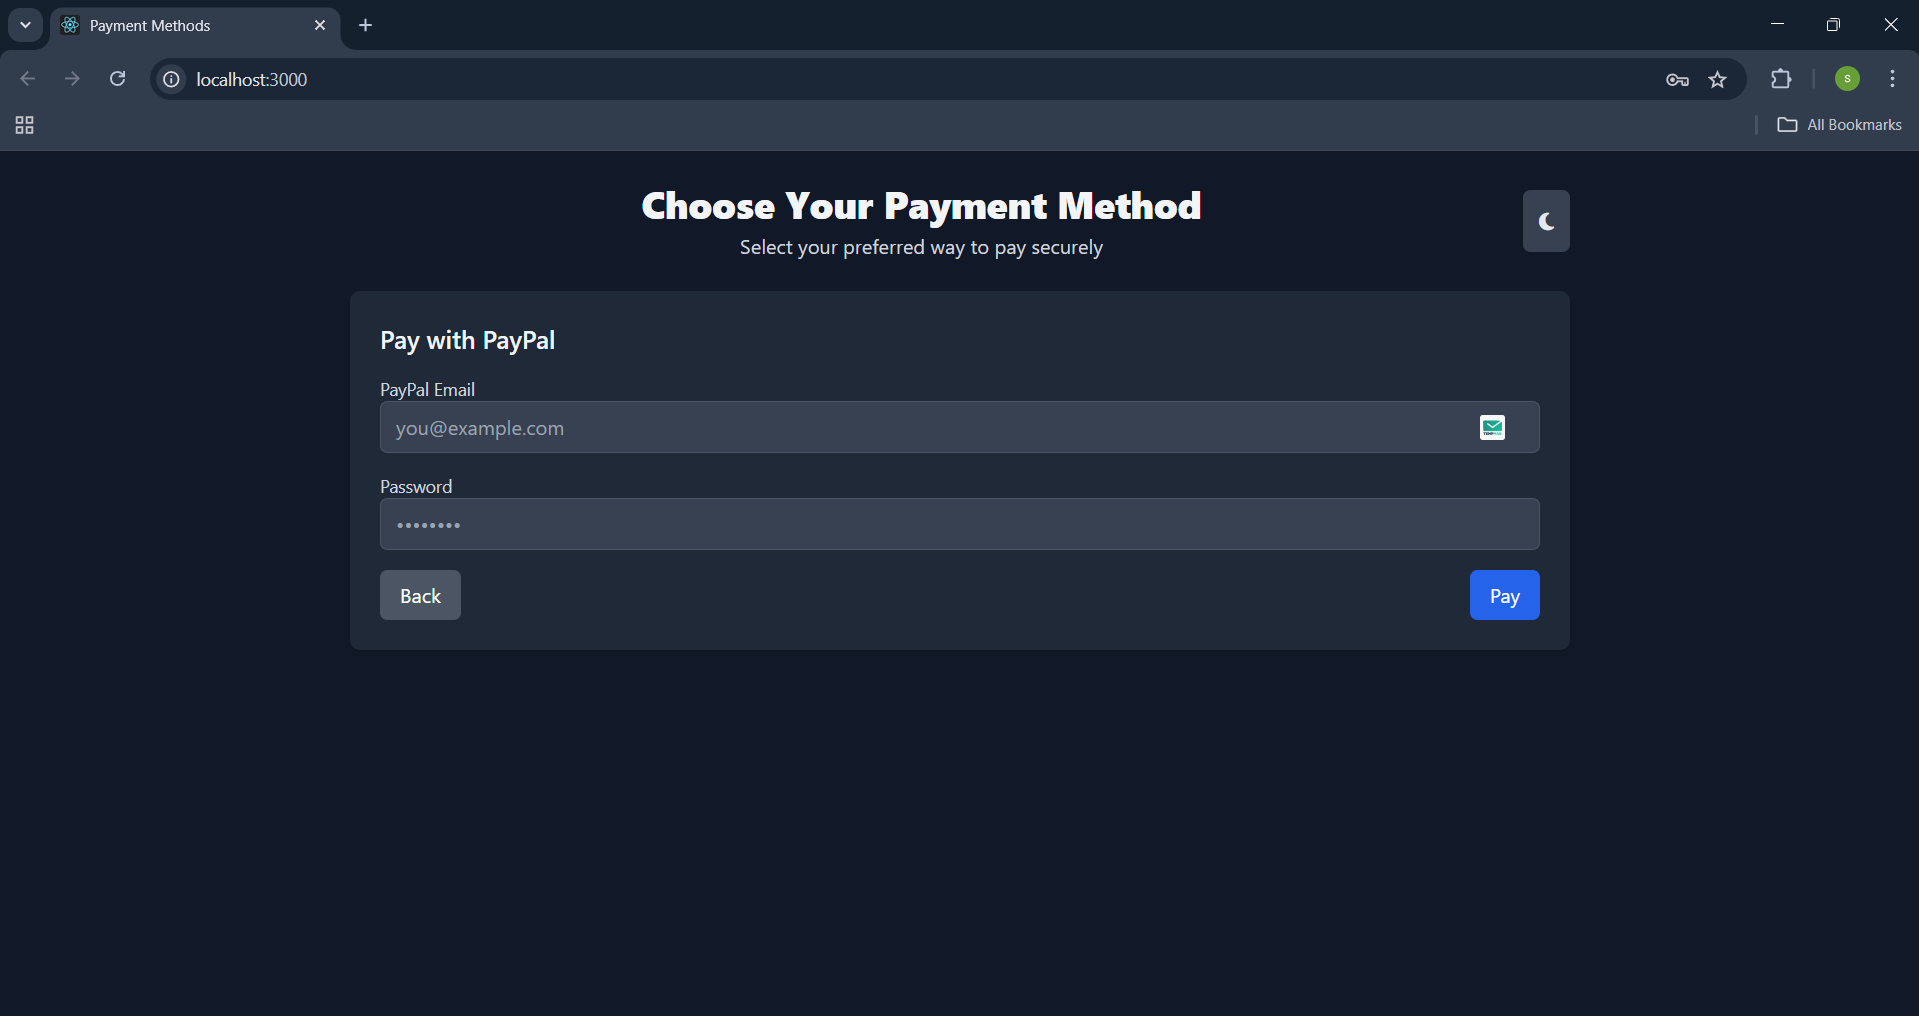 Payment Methods
localhost:3000
S
All Bookmarks
Choose Your Payment Method
Select your preferred way to pay securely
Pay with PayPal
PayPal Email
you@example.com
Password
••••••••
Back
Pay